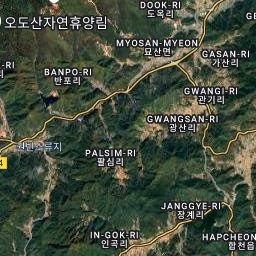 DOOK-RI
도옥리
오도산자연휴양림
MYOSAN-MYEON
묘산면
GASAN-RI
가산리
BANPO-RI
반포리
GWANGI-RI
관기리
GWANGSAN-RI
광산리
PALSIM-RI
팔심리
JANGGYE-RI
장계리
IN-GOK-RI
인곡리
HAPCHEON
합천읍